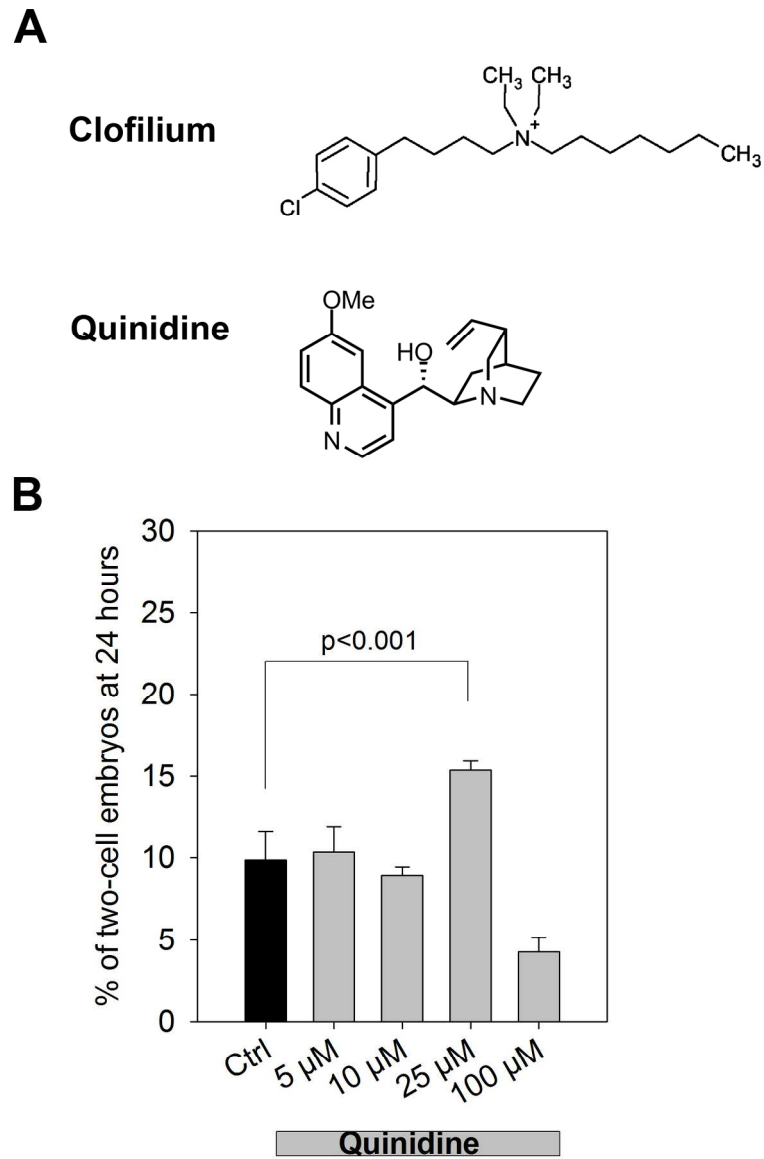 A
Clofilium
CH3 CH3
N+
CH3
Cl
Quinidine
OMe
HO
N
N
B
% of two-cell embryos at 24 hours
30
25
20
15
10
5
0
p<0.001
Ctrl
5 µM
10 µM
25 µM
100 µM
Quinidine